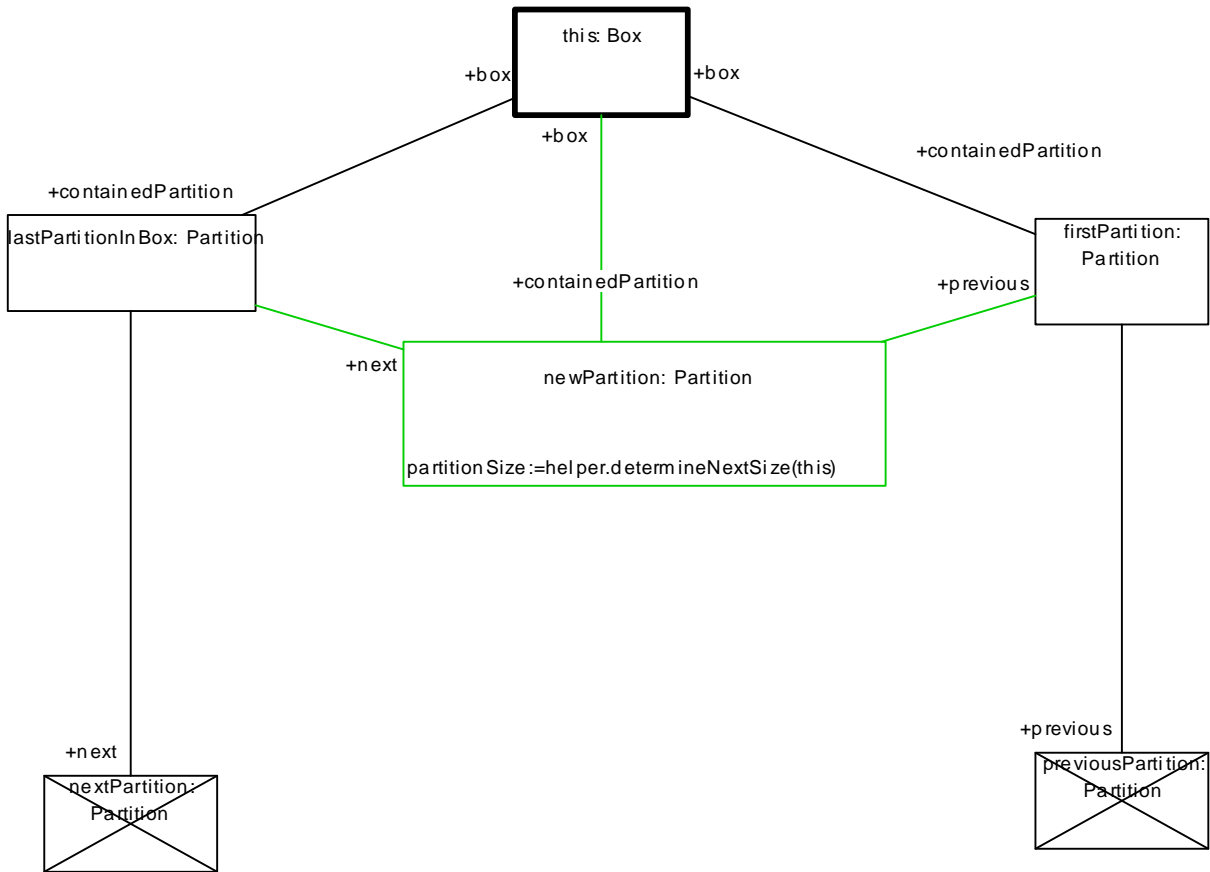 this: Box
+box
+box
+box
+containedPartition
+containedPartition
lastPartitionInBox: Partition
firstPartition:
Partition
+containedPartition
+previous
+next
newPartition: Partition
partitionSize:=helper.determineNextSize(this)
+next
+previous
nextPartition:
Partition
previousPartition:
Partition